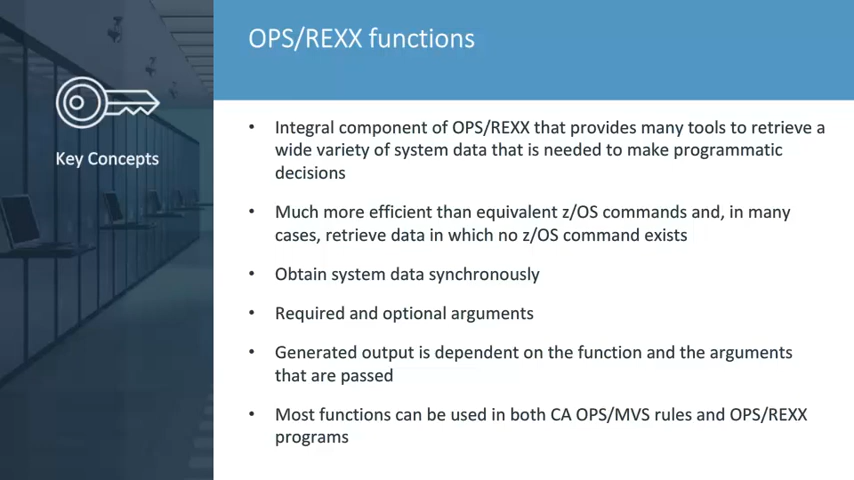 OPS/REXX functions
Key Concepts
• Integral component of OPS/REXX that provides many tools to retrieve a
wide variety of system data that is needed to make programmatic
decisions
• Much more efficient than equivalent z/OS commands and, in many
cases, retrieve data in which no z/OS command exists
• Obtain system data synchronously
• Required and optional arguments
• Generated output is dependent on the function and the arguments
that are passed
• Most functions can be used in both CA OPS/MVS rules and OPS/REXX
programs